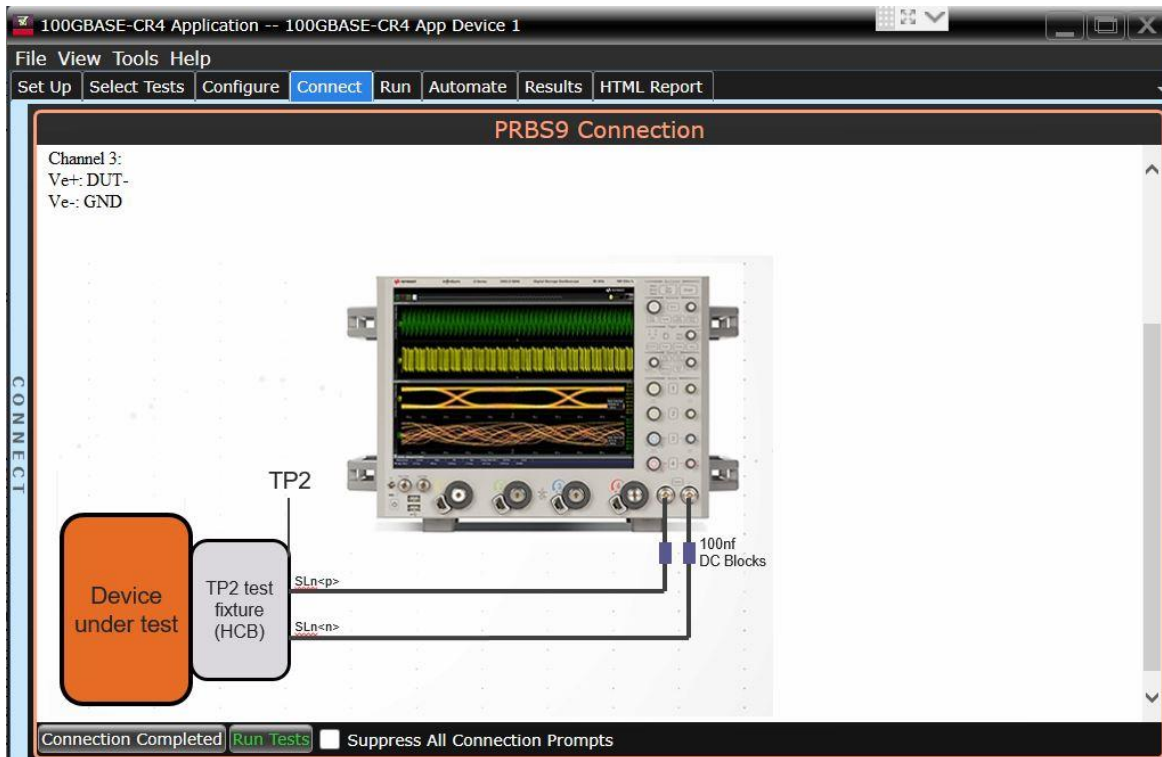 100GBASE-CR4 Application -- 100GBASE-CR4 App Device 1
File View Tools Help
Set Up Select Tests Configure Connect Run Automate Results HTML Report
PRBS9 Connection
CONNECT
Channel 3:
Ve+: DUT-
Ve-: GND
TP2
100nf
DC Blocks
Device
under test
TP2 test
fixture
(HCB)
SLn<p>
SLn<n>
Connection Completed Run Tests Suppress All Connection Prompts